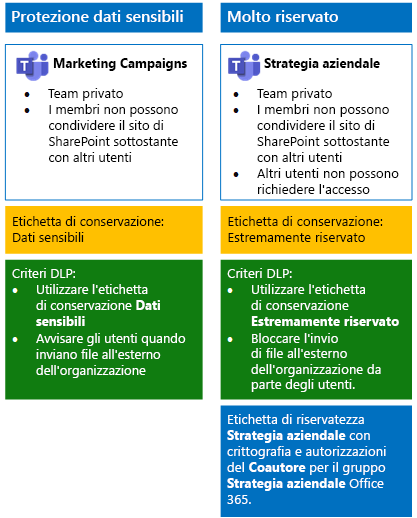 Protezione dati sensibili
Marketing Campaigns
• Team privato
• I membri non possono
condividere il sito di
SharePoint sottostante
con altri utenti
Etichetta di conservazione:
Dati sensibili
Criteri DLP:
• Utilizzare l'etichetta
di conservazione Dati
sensibili
• Avvisare gli utenti quando
inviano file all'esterno
dell'organizzazione
Molto riservato
Strategia aziendale
• Team privato
• I membri non possono
condividere il sito di
SharePoint sottostante
con altri utenti
• Altri utenti non possono
richiedere l'accesso
Etichetta di conservazione:
Estremamente riservato
Criteri DLP:
• Utilizzare l'etichetta
di conservazione
Estremamente riservato
• Bloccare l'invio
di file all'esterno
dell'organizzazione da
parte degli utenti.
Etichetta di riservatezza
Strategia aziendale con
crittografia e autorizzazioni
del Coautore per il gruppo
Strategia aziendale Office
365.